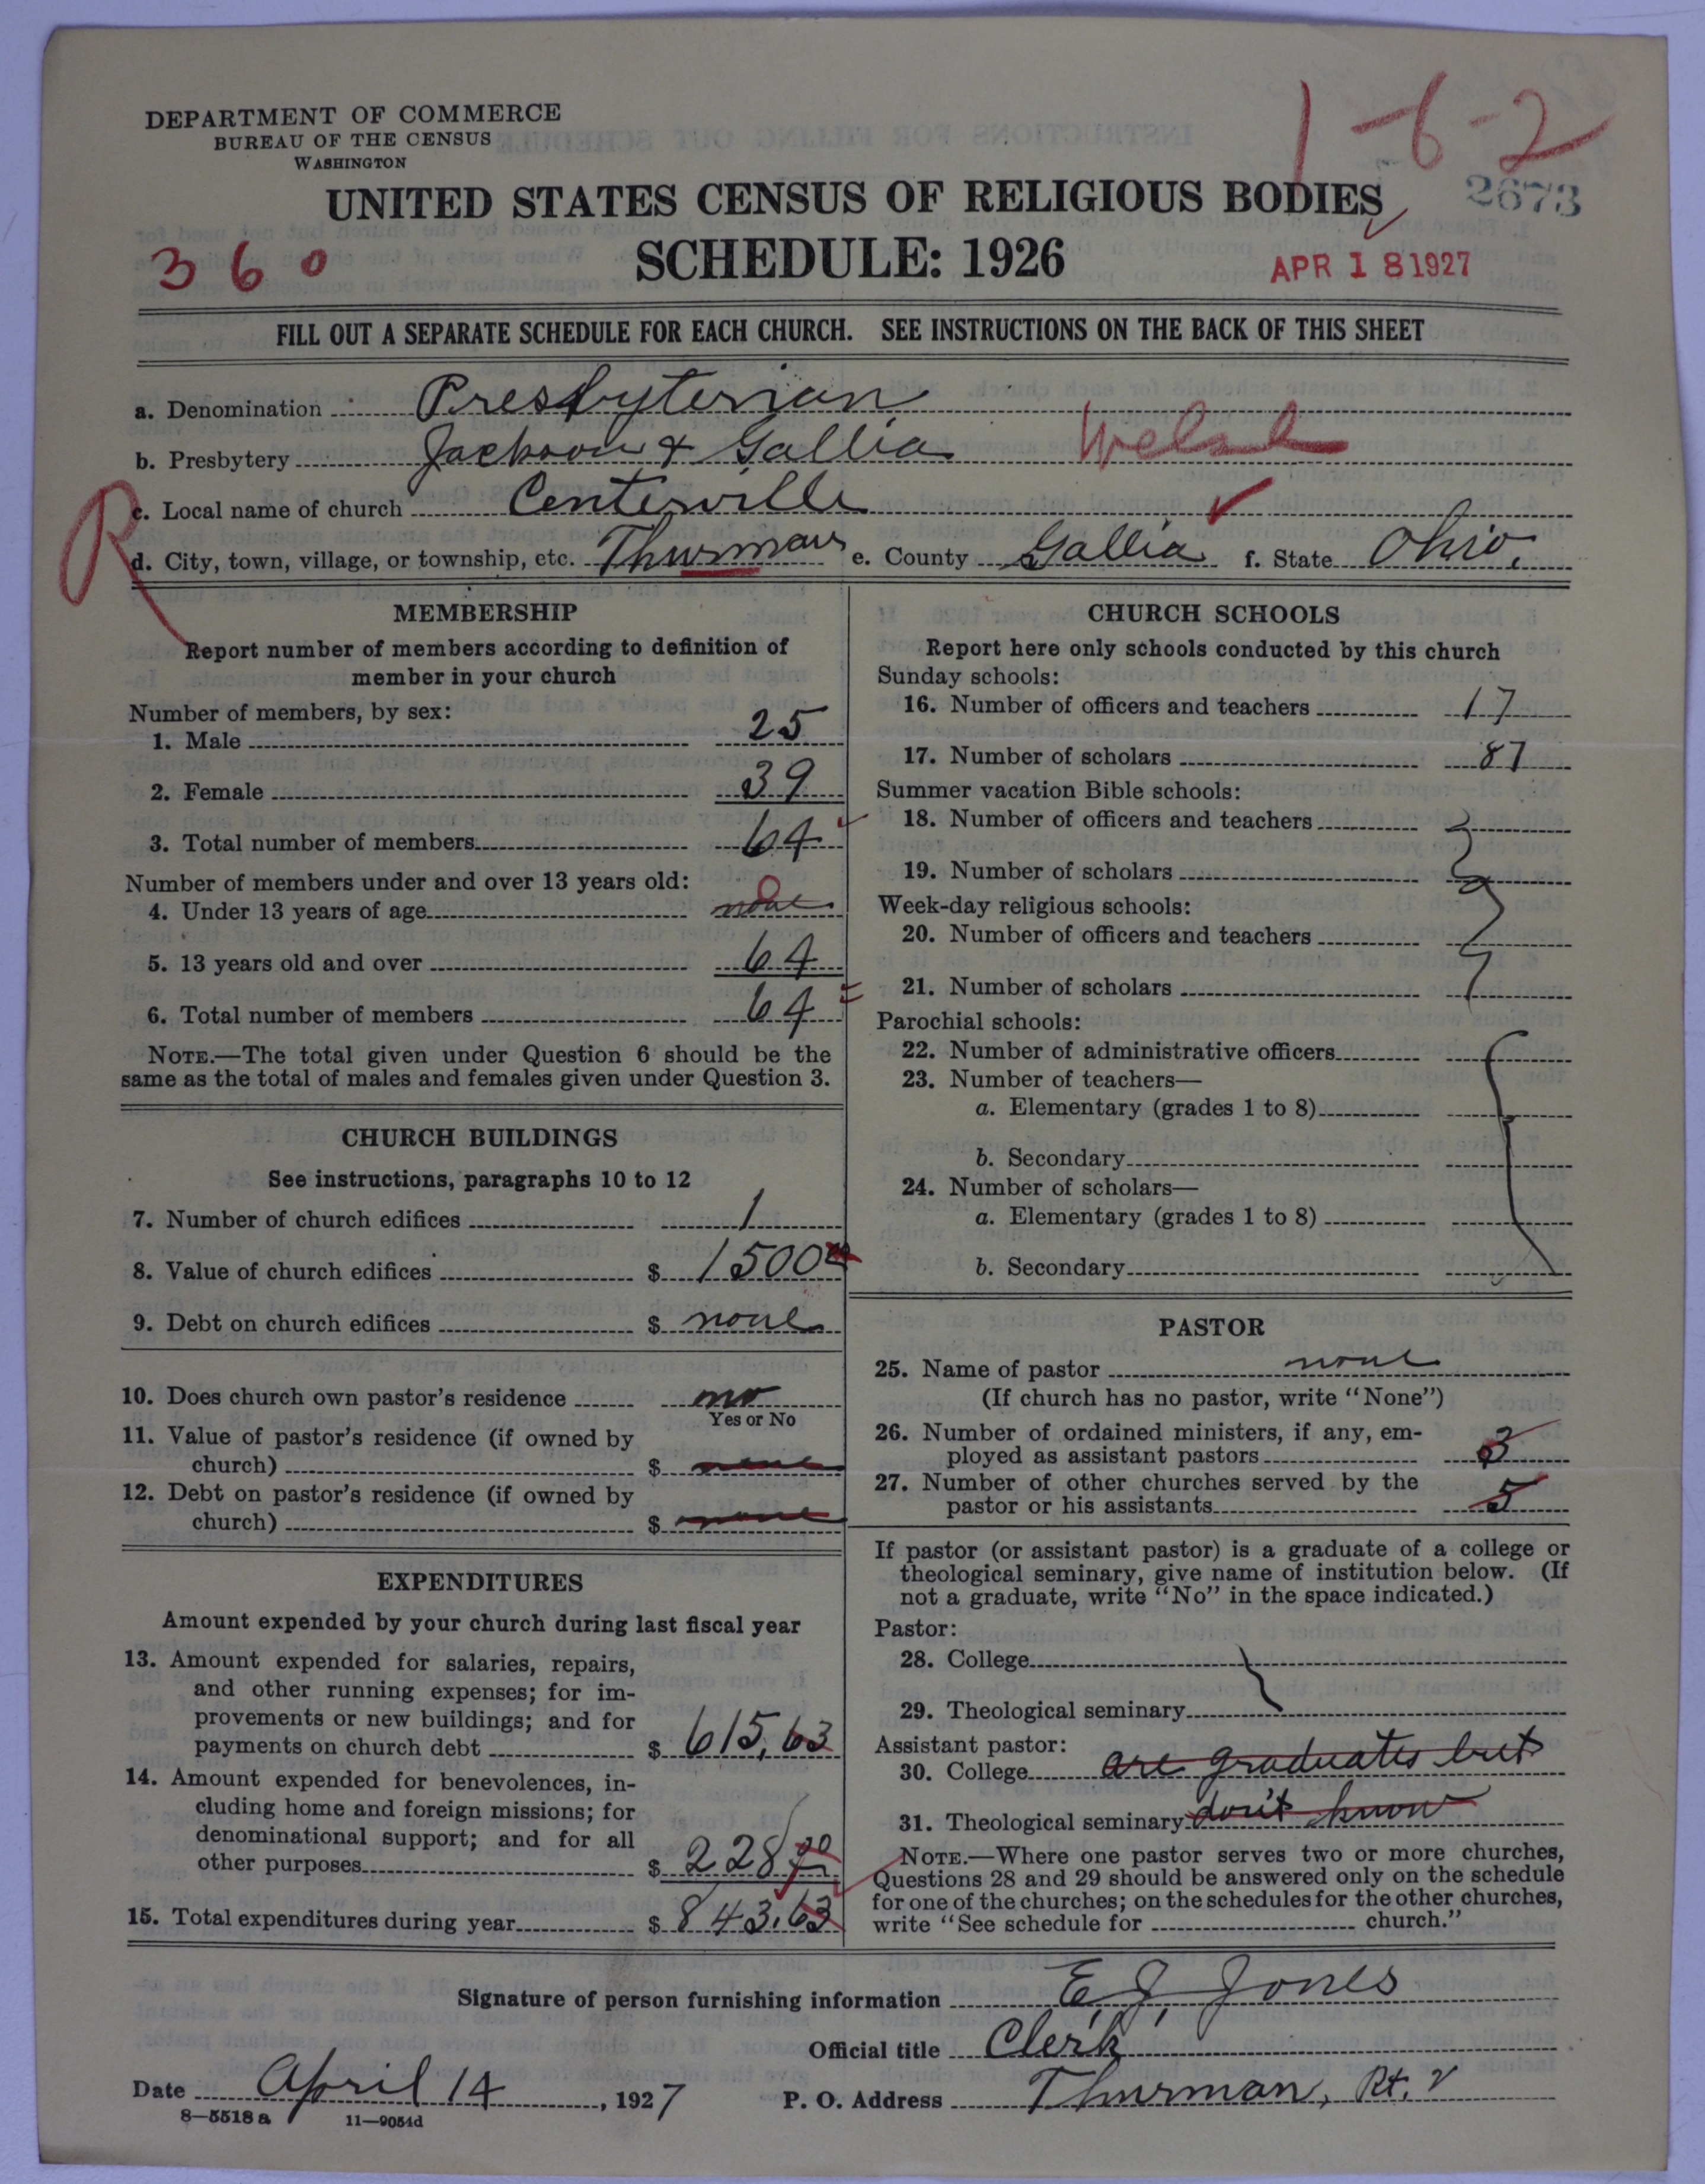 DEPARTMENT OF COMMERCE
BUREAU OF THE CENSUS
WASHINGTON
1-6-2
UNITED STATES CENSUS OF RELIGIOUS BODIES
2673
360
SCHEDULE: 1926
APR 18 1927
FILL OUT A SEPARATE SCHEDULE FOR EACH CHURCH. SEE INSTRUCTIONS ON THE BACK OF THIS SHEET
a. Denomination Presbyterian
b. Presbytery Jackson & Gallia Welsh
R
c. Local name of church Centerville
d. City, town, village, or township, etc. Thurman e. County Gallia f. State Ohio.
MEMBERSHIP
Report number of members according to definition of
member in your church
Number of members, by sex:
1. Male 25
2. Female 39
3. Total number of members 64
Number of members under and over 13 years old:
0
4. Under 13 years of age none
5. 13 years old and over 64
6. Total number of members 64
NOTE.—The total given under Question 6 should be the
same as the total of males and females given under Question 3.
CHURCH BUILDINGS
See instructions, paragraphs 10 to 12
7. Number of church edifices 1
8. Value of church edifices $ 1500 00
9. Debt on church edifices $ none
10. Does church own pastor's residence no
Yes or No
11. Value of pastor's residence (if owned by
church) $ none
12. Debt on pastor's residence (if owned by
church) $ none
EXPENDITURES
Amount expended by your church during last fiscal year
13. Amount expended for salaries, repairs,
and other running expenses; for im-
provements or new buildings; and for
payments on church debt $ 615.63
14. Amount expended for benevolences, in-
cluding home and foreign missions; for
denominational support; and for all
other purposes $ 228
15. Total expenditures during year $ 843.63
CHURCH SCHOOLS
Report here only schools conducted by this church
Sunday schools:
16. Number of officers and teachers 17
17. Number of scholars 87
Summer vacation Bible schools:
18. Number of officers and teachers
19. Number of scholars
Week-day religious schools:
20. Number of officers and teachers
21. Number of scholars
Parochial schools:
22. Number of administrative officers
23. Number of teachers—
a. Elementary (grades 1 to 8)
b. Secondary
24. Number of scholars—
a. Elementary (grades 1 to 8)
b. Secondary
PASTOR
25. Name of pastor none
(If church has no pastor, write "None")
26. Number of ordained ministers, if any, em-
ployed as assistant pastors 3
27. Number of other churches served by the
pastor or his assistants 5
If pastor (or assistant pastor) is a graduate of a college or
theological seminary, give name of institution below. (If
not a graduate, write "No" in the space indicated.)
Pastor:
28. College
29. Theological seminary
Assistant pastor:
30. College are graduates but
31. Theological seminary don't know
NOTE.—Where one pastor serves two or more churches,
Questions 28 and 29 should be answered only on the schedule
for one of the churches; on the schedules for the other churches,
write "See schedule for church."
Signature of person furnishing information E. J. Jones
Official title Clerk
Date April 14, 1927 P. O. Address Thurman, Rt. 2
8—5518a 11—9054d